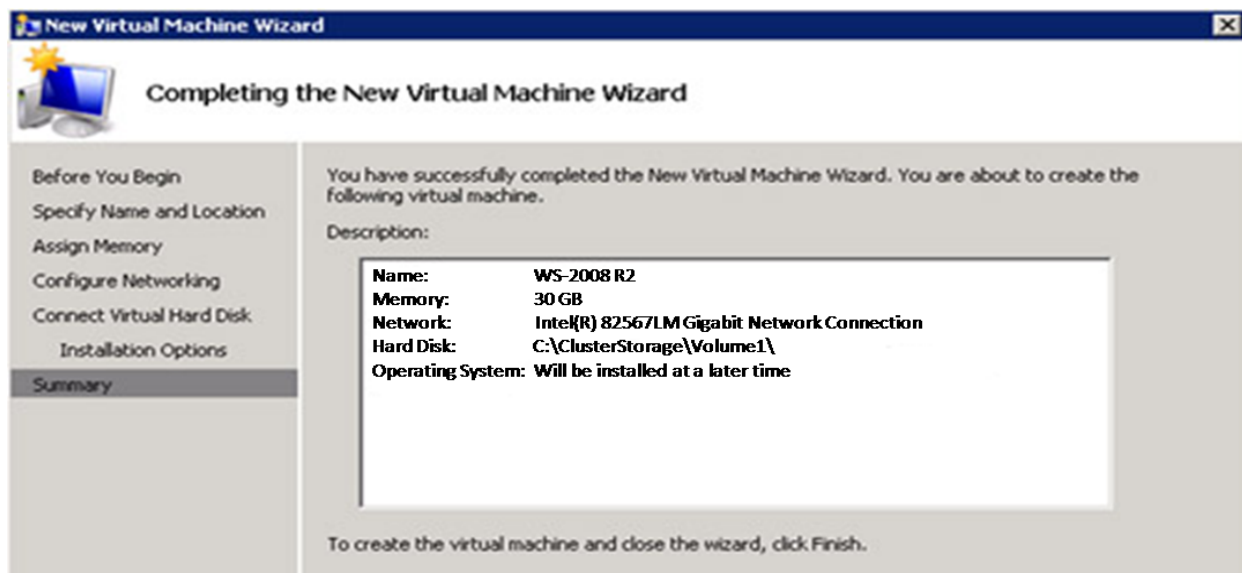 New Virtual Machine Wizard
Completing the New Virtual Machine Wizard
Before You Begin
Specify Name and Location
Assign Memory
Configure Networking
Connect Virtual Hard Disk
Installation Options
Summary
You have successfully completed the New Virtual Machine Wizard. You are about to create the
following virtual machine.
Description:
Name: WS-2008 R2
Memory: 30 GB
Network: Intel(R) 82567LM Gigabit Network Connection
Hard Disk: C:\ClusterStorage\Volume1\
Operating System: Will be installed at a later time
To create the virtual machine and close the wizard, click Finish.